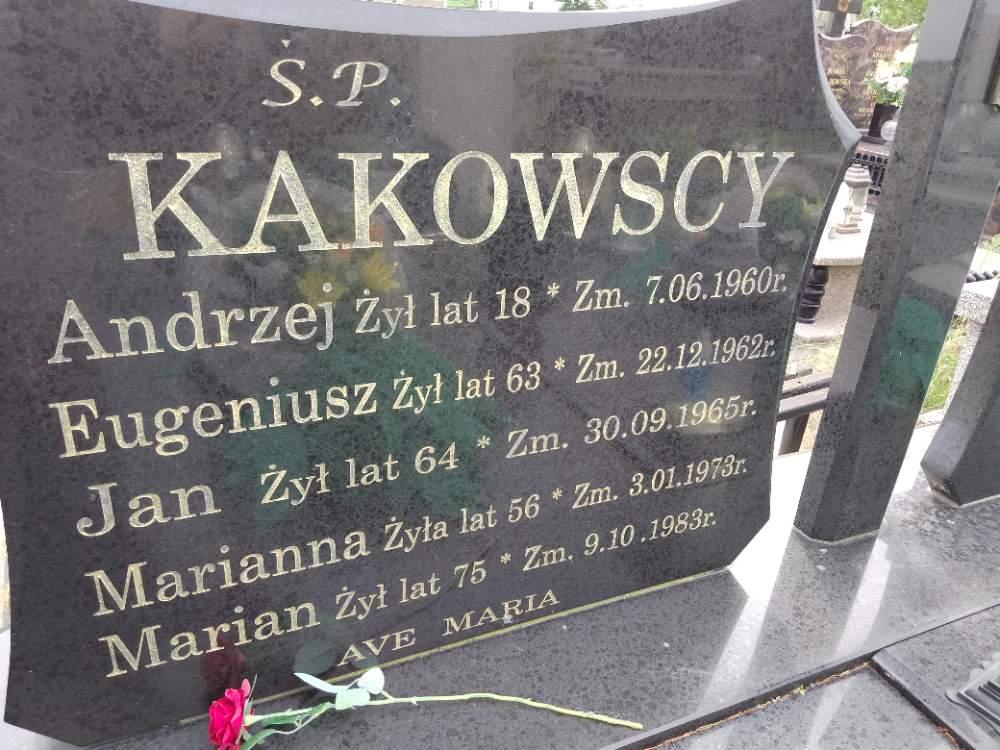 Ś.P.
KAKOWSCY
Andrzej Żył lat 18 * Zm. 7.06.1960r.
Eugeniusz Żył lat 63 * Zm. 22.12.1962r.
Jan Żył lat 64 * Zm. 30.09.1965r.
Marianna Żyła lat 56 * Zm. 3.01.1973r.
Marian Żył lat 75 * Zm. 9.10.1983r.
AVE MARIA